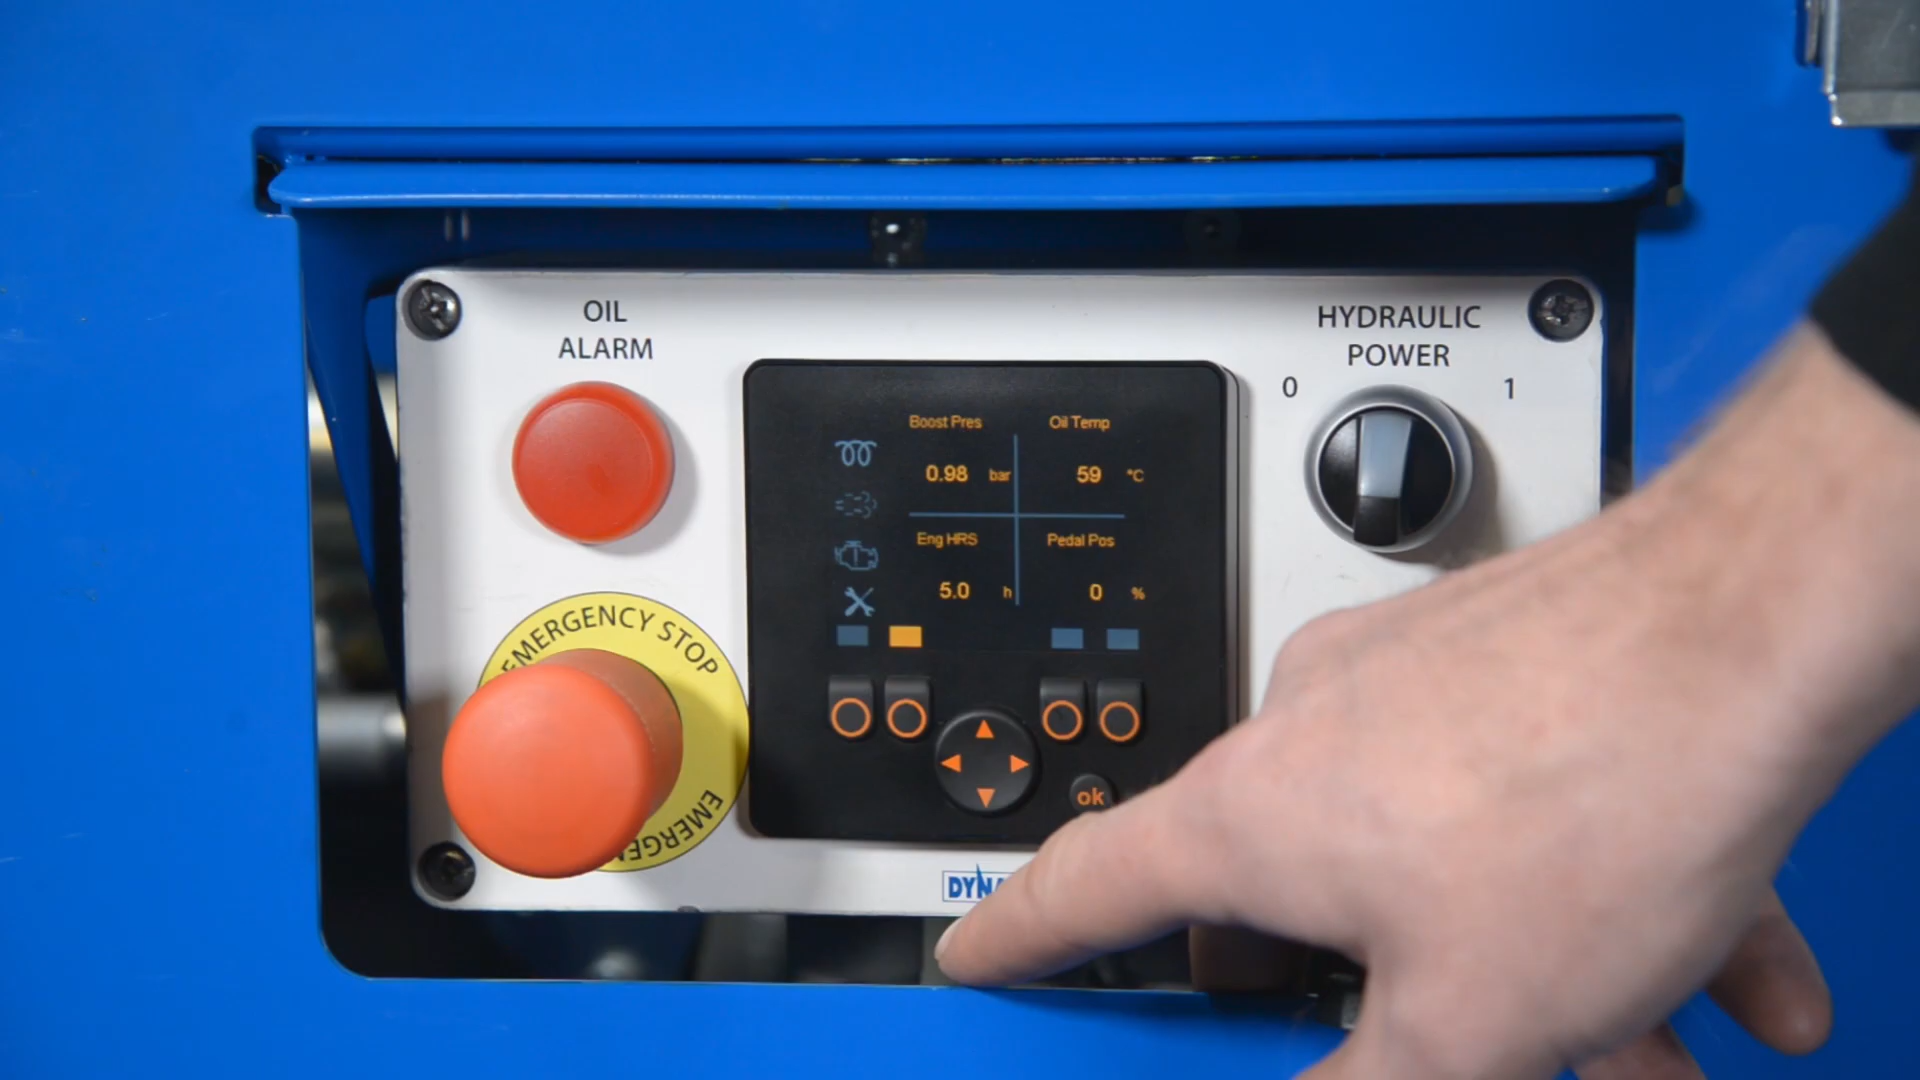 OIL
ALARM
HYDRAULIC
POWER
0 1
Boost Pres Oil Temp
0.98 bar 59 °C
Eng HRS Pedal Pos
5.0 h 0 %
EMERGENCY STOP
ok